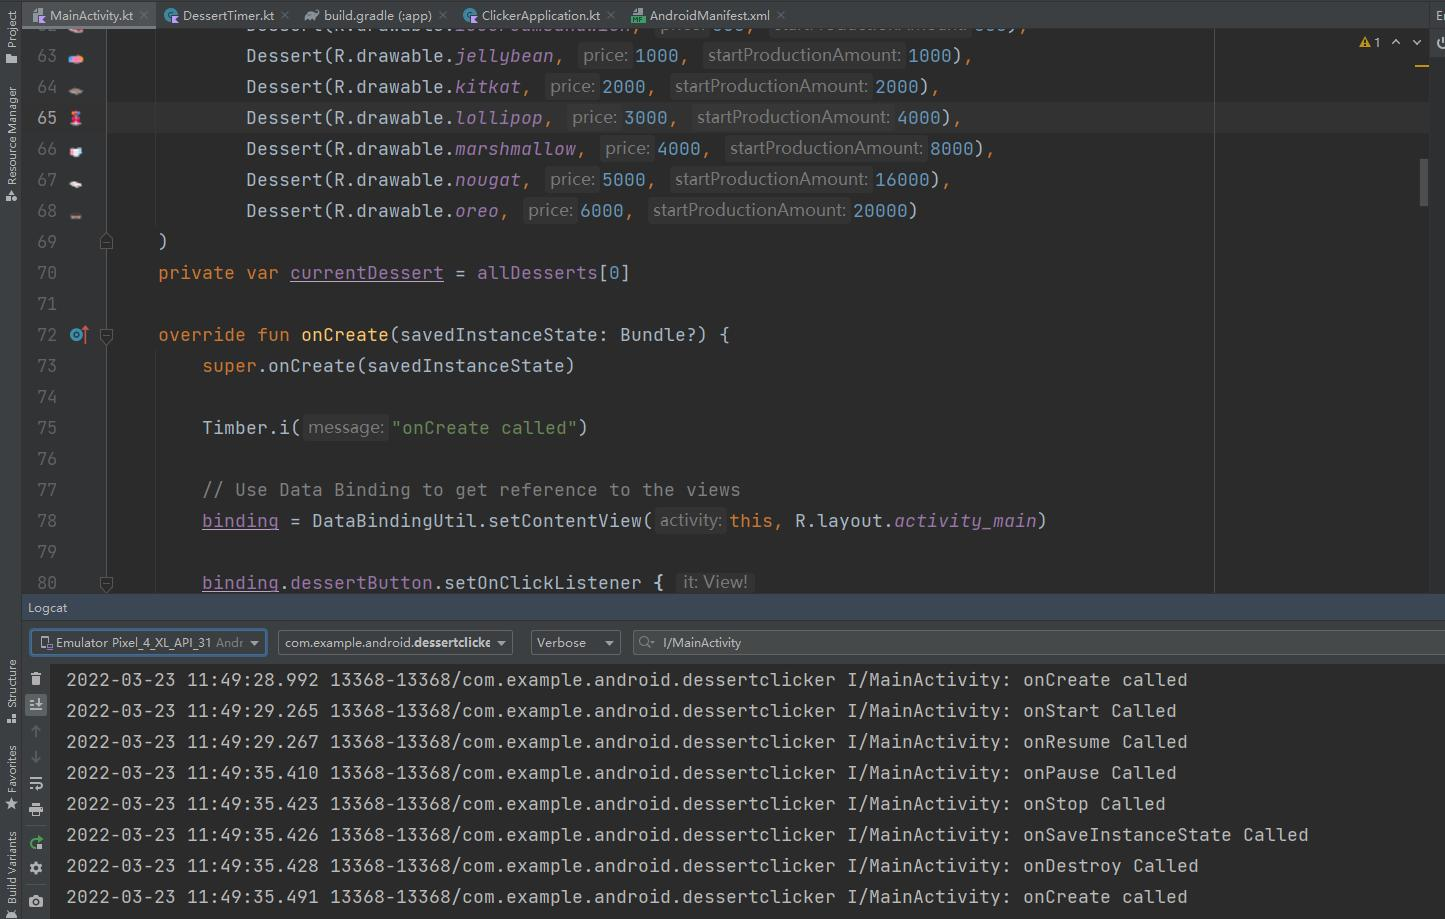 MainActivity.kt DessertTimer.kt build.gradle (:app) ClickerApplication.kt AndroidManifest.xml
Project
Resource Manager
1
63 Dessert(R.drawable.jellybean, price: 1000, startProductionAmount: 1000),
64 Dessert(R.drawable.kitkat, price: 2000, startProductionAmount: 2000),
65 Dessert(R.drawable.lollipop, price: 3000, startProductionAmount: 4000),
66 Dessert(R.drawable.marshmallow, price: 4000, startProductionAmount: 8000),
67 Dessert(R.drawable.nougat, price: 5000, startProductionAmount: 16000),
68 Dessert(R.drawable.oreo, price: 6000, startProductionAmount: 20000)
69 )
70 private var currentDessert = allDesserts[0]
71
72 override fun onCreate(savedInstanceState: Bundle?) {
73 super.onCreate(savedInstanceState)
74
75 Timber.i( message: "onCreate called")
76
77 // Use Data Binding to get reference to the views
78 binding = DataBindingUtil.setContentView( activity: this, R.layout.activity_main)
79
80 binding.dessertButton.setOnClickListener { it: View!
Logcat
Emulator Pixel_4_XL_API_31 Andr com.example.android.dessertclicke Verbose I/MainActivity
Structure
Favorites
Build Variants
2022-03-23 11:49:28.992 13368-13368/com.example.android.dessertclicker I/MainActivity: onCreate called
2022-03-23 11:49:29.265 13368-13368/com.example.android.dessertclicker I/MainActivity: onStart Called
2022-03-23 11:49:29.267 13368-13368/com.example.android.dessertclicker I/MainActivity: onResume Called
2022-03-23 11:49:35.410 13368-13368/com.example.android.dessertclicker I/MainActivity: onPause Called
2022-03-23 11:49:35.423 13368-13368/com.example.android.dessertclicker I/MainActivity: onStop Called
2022-03-23 11:49:35.426 13368-13368/com.example.android.dessertclicker I/MainActivity: onSaveInstanceState Called
2022-03-23 11:49:35.428 13368-13368/com.example.android.dessertclicker I/MainActivity: onDestroy Called
2022-03-23 11:49:35.491 13368-13368/com.example.android.dessertclicker I/MainActivity: onCreate called